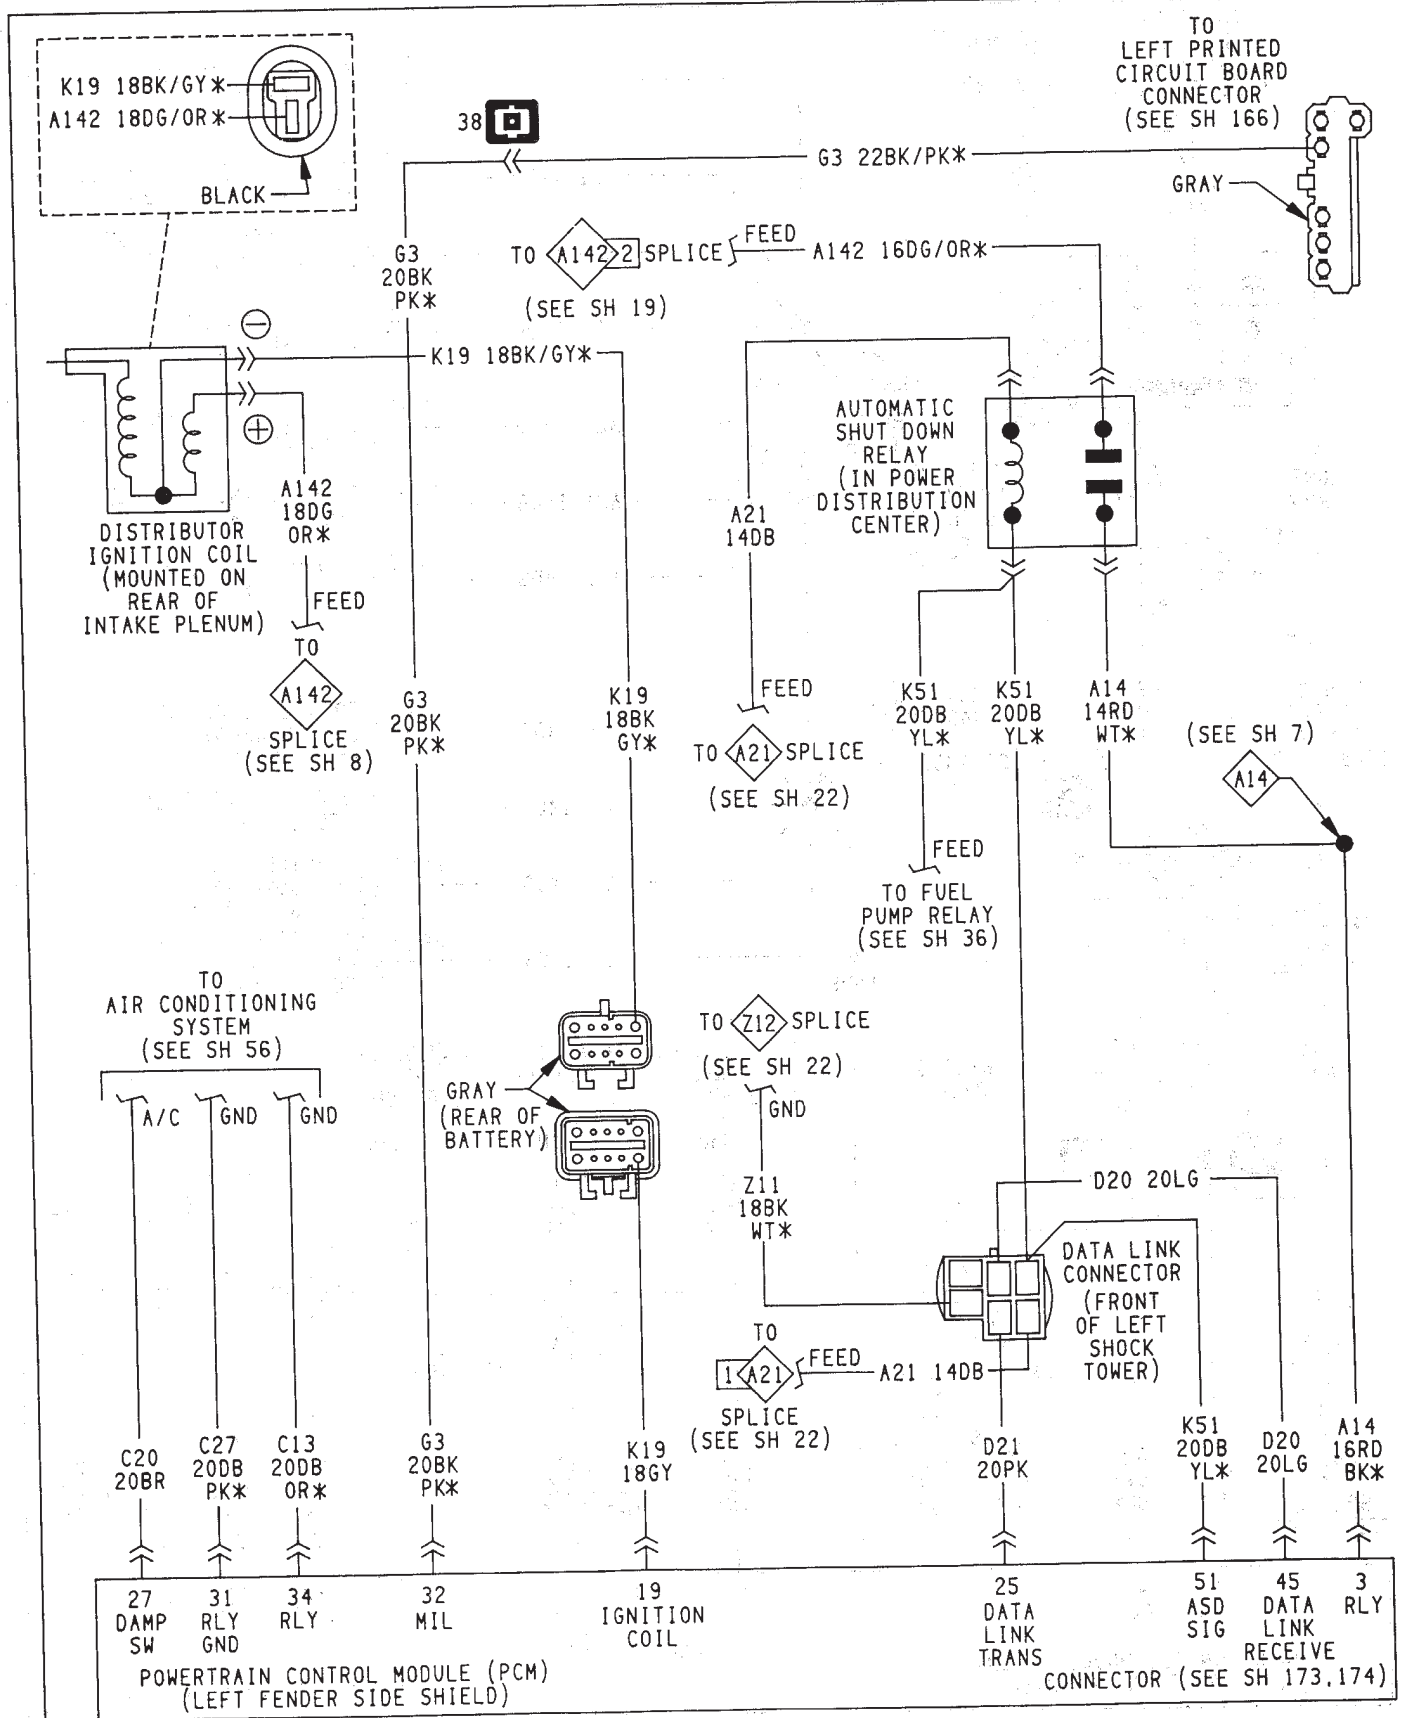 K19 18BK/GY*
A142 18DG/OR*
BLACK
38
TO
LEFT PRINTED
CIRCUIT BOARD
CONNECTOR
(SEE SH 166)
G3 22BK/PK*
GRAY
G3
20BK
PK*
TO A142 2 SPLICE
FEED
A142 16DG/OR*
(SEE SH 19)
−
K19 18BK/GY*
+
A142
18DG
OR*
DISTRIBUTOR
IGNITION COIL
(MOUNTED ON
REAR OF
INTAKE PLENUM)
FEED
TO
A142
SPLICE
(SEE SH 8)
AUTOMATIC
SHUT DOWN
RELAY
(IN POWER
DISTRIBUTION
CENTER)
A21
14DB
FEED
TO A21 SPLICE
(SEE SH 22)
G3
20BK
PK*
K19
18BK
GY*
K51
20DB
YL*
K51
20DB
YL*
A14
14RD
WT*
(SEE SH 7)
A14
FEED
TO FUEL
PUMP RELAY
(SEE SH 36)
TO
AIR CONDITIONING
SYSTEM
(SEE SH 56)
A/C
GND
GND
GRAY
(REAR OF
BATTERY)
TO Z12 SPLICE
(SEE SH 22)
GND
Z11
18BK
WT*
D20 20LG
DATA LINK
CONNECTOR
(FRONT
OF LEFT
SHOCK
TOWER)
TO
1 A21
FEED
A21 14DB
SPLICE
(SEE SH 22)
C20
20BR
C27
20DB
PK*
C13
20DB
OR*
G3
20BK
PK*
K19
18GY
D21
20PK
K51
20DB
YL*
D20
20LG
A14
16RD
BK*
27
DAMP
SW
31
RLY
GND
34
RLY
32
MIL
19
IGNITION
COIL
25
DATA
LINK
TRANS
51
ASD
SIG
45
DATA
LINK
RECEIVE
3
RLY
POWERTRAIN CONTROL MODULE (PCM)
(LEFT FENDER SIDE SHIELD)
CONNECTOR (SEE SH 173,174)